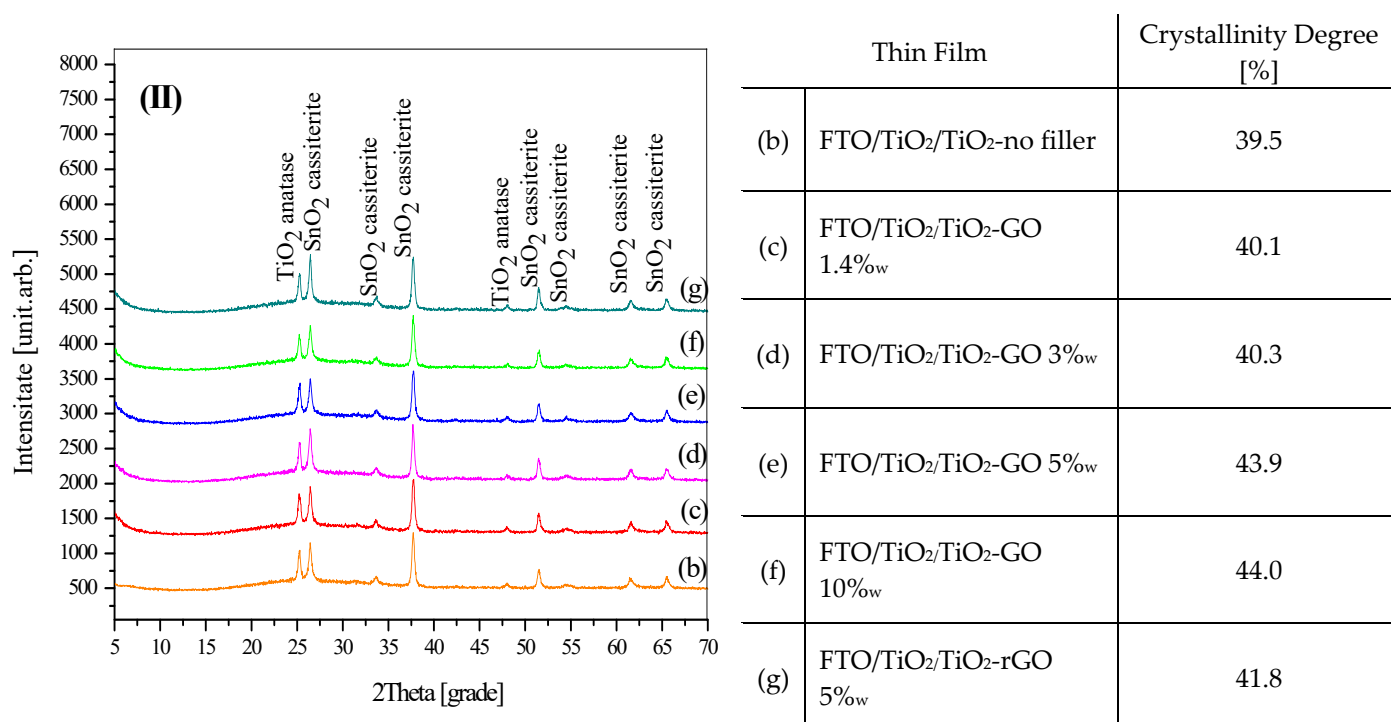 (II)
8000
7500
7000
6500
6000
5500
5000
4500
4000
3500
3000
2500
2000
1500
1000
500
Intensitate [unit.arb.]
TiO2 anatase
SnO2 cassiterite
SnO2 cassiterite
SnO2 cassiterite
TiO2 anatase
SnO2 cassiterite
SnO2 cassiterite
SnO2 cassiterite
SnO2 cassiterite
(g)
(f)
(e)
(d)
(c)
(b)
5 10 15 20 25 30 35 40 45 50 55 60 65 70
2Theta [grade]
Thin Film
Crystallinity Degree
[%]
(b) FTO/TiO2/TiO2-no filler 39.5
(c) FTO/TiO2/TiO2-GO
1.4%w
40.1
(d) FTO/TiO2/TiO2-GO 3%w 40.3
(e) FTO/TiO2/TiO2-GO 5%w 43.9
(f) FTO/TiO2/TiO2-GO
10%w
44.0
(g) FTO/TiO2/TiO2-rGO
5%w
41.8